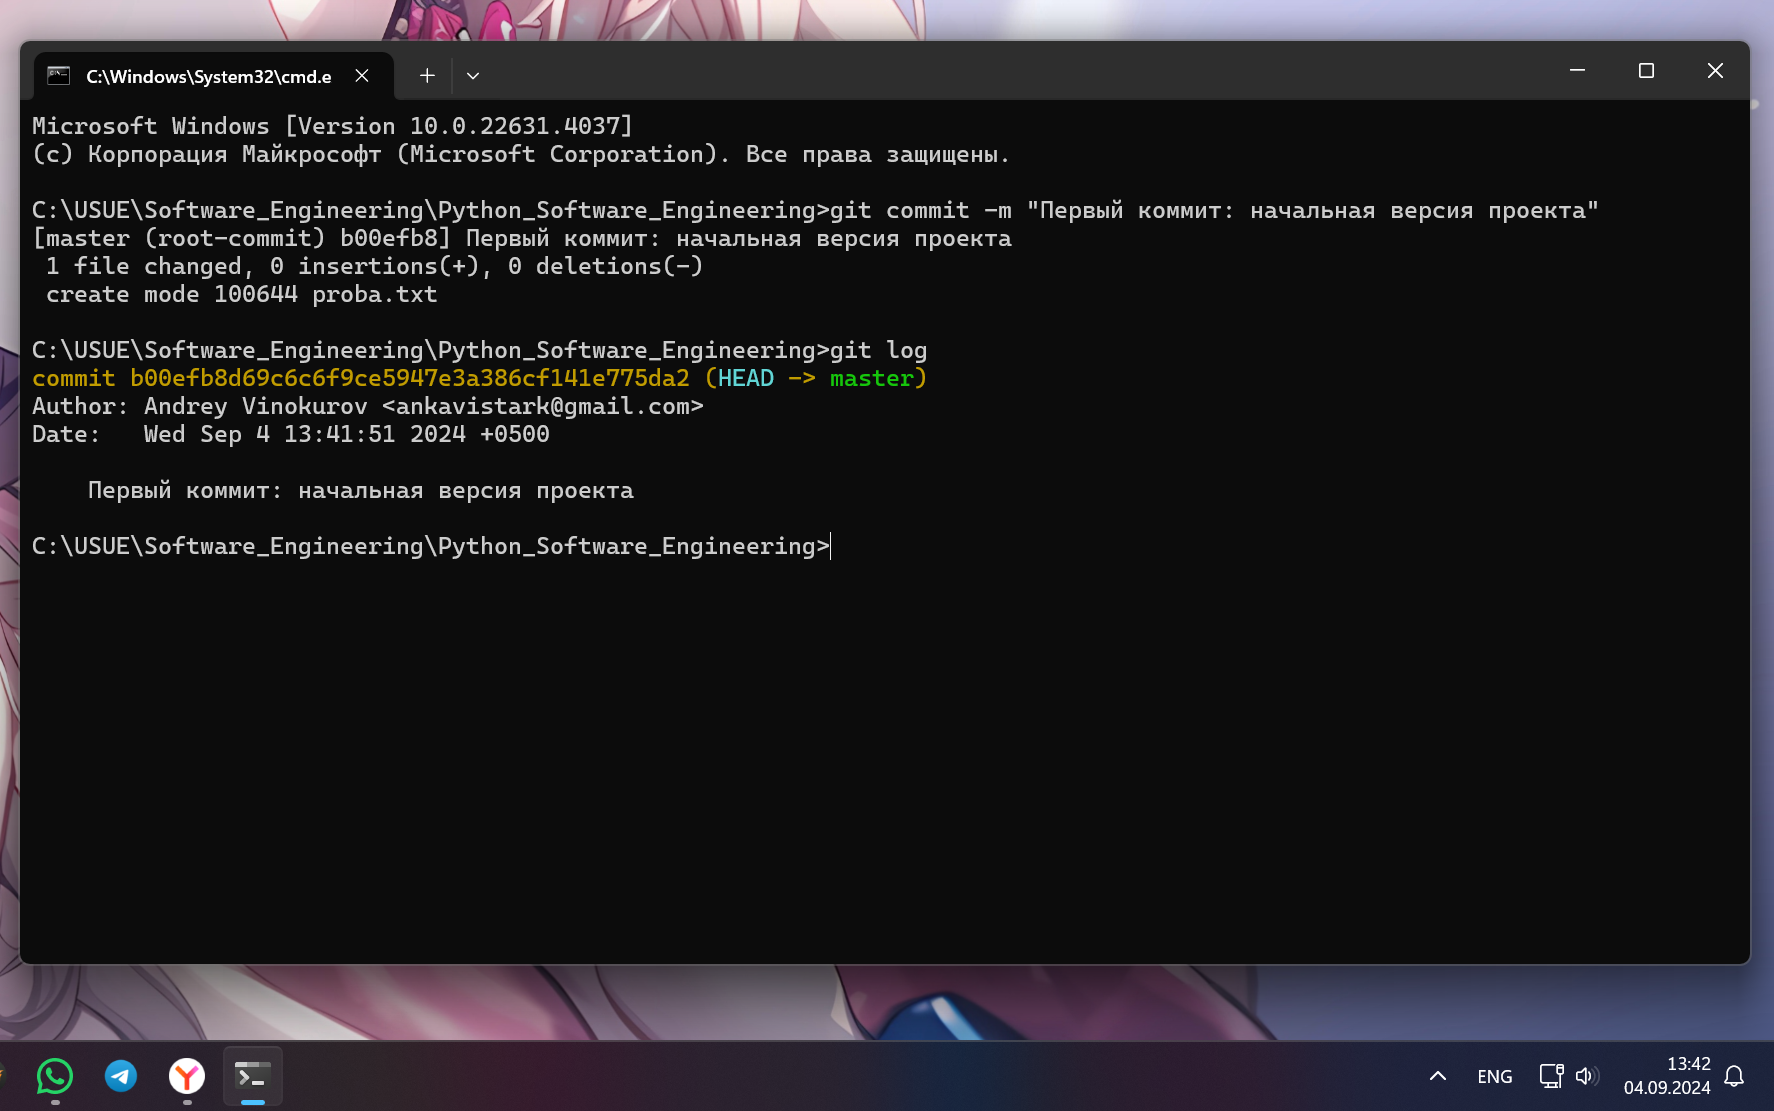 C:\Windows\System32\cmd.e
Microsoft Windows [Version 10.0.22631.4037]
(c) Корпорация Майкрософт (Microsoft Corporation). Все права защищены.
C:\USUE\Software_Engineering\Python_Software_Engineering>git commit -m "Первый коммит: начальная версия проекта"
[master (root-commit) b00efb8] Первый коммит: начальная версия проекта
 1 file changed, 0 insertions(+), 0 deletions(-)
 create mode 100644 proba.txt
C:\USUE\Software_Engineering\Python_Software_Engineering>git log
commit b00efb8d69c6c6f9ce5947e3a386cf141e775da2 (HEAD -> master)
Author: Andrey Vinokurov <ankavistark@gmail.com>
Date:   Wed Sep 4 13:41:51 2024 +0500
    Первый коммит: начальная версия проекта
C:\USUE\Software_Engineering\Python_Software_Engineering>
ENG
13:42
04.09.2024